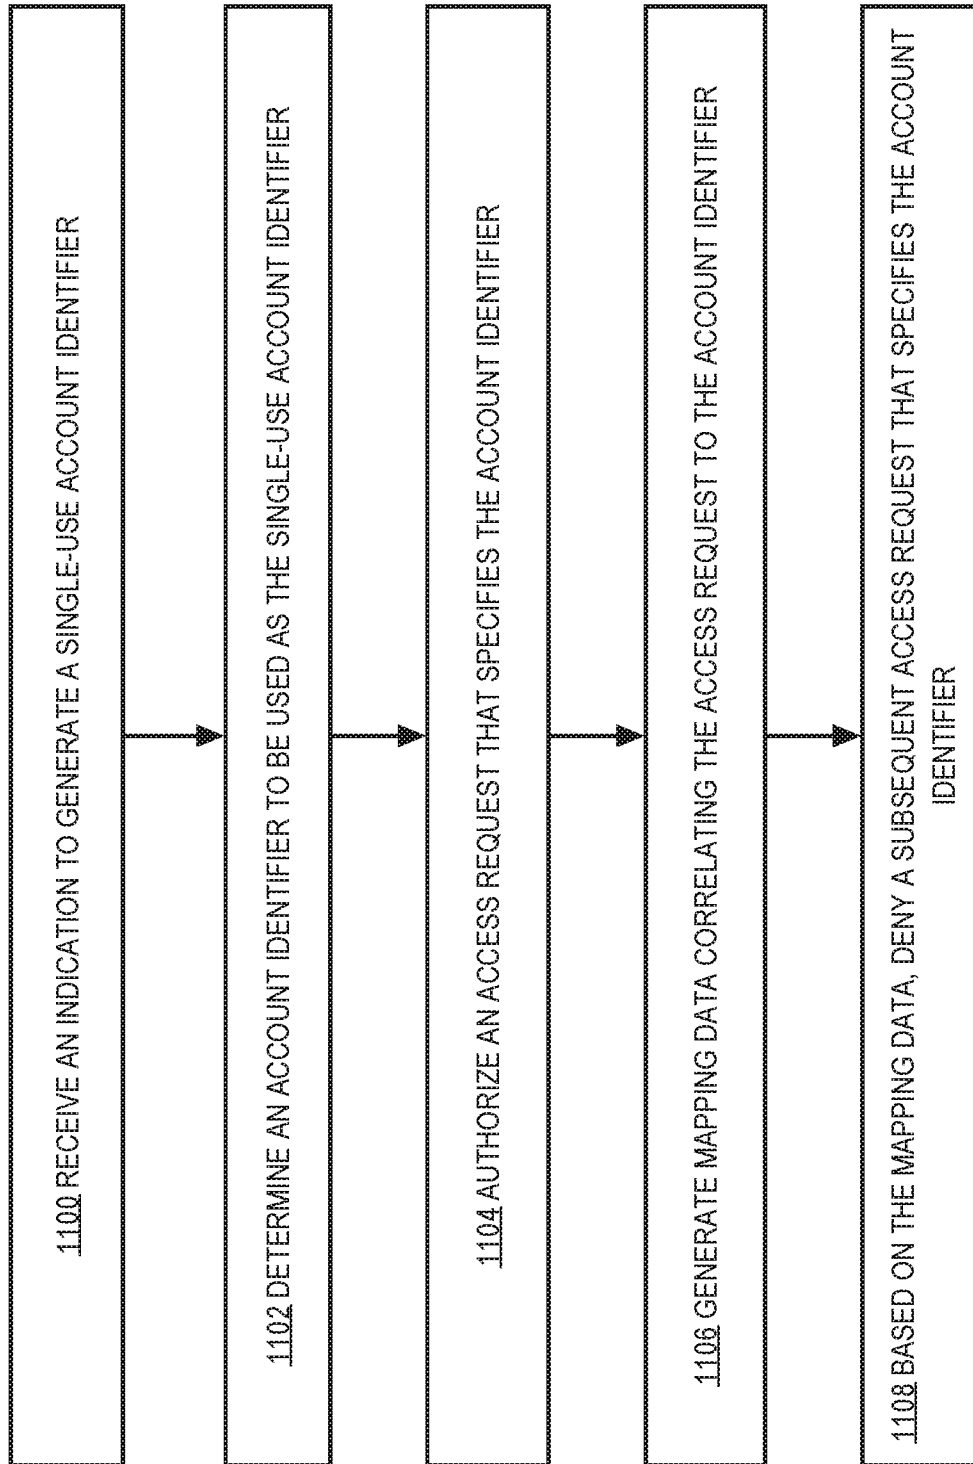 1100 RECEIVE AN INDICATION TO GENERATE A SINGLE-USE ACCOUNT IDENTIFIER
1102 DETERMINE AN ACCOUNT IDENTIFIER TO BE USED AS THE SINGLE-USE ACCOUNT IDENTIFIER
1104 AUTHORIZE AN ACCESS REQUEST THAT SPECIFIES THE ACCOUNT IDENTIFIER
1106 GENERATE MAPPING DATA CORRELATING THE ACCESS REQUEST TO THE ACCOUNT IDENTIFIER
1108 BASED ON THE MAPPING DATA, DENY A SUBSEQUENT ACCESS REQUEST THAT SPECIFIES THE ACCOUNT
IDENTIFIER